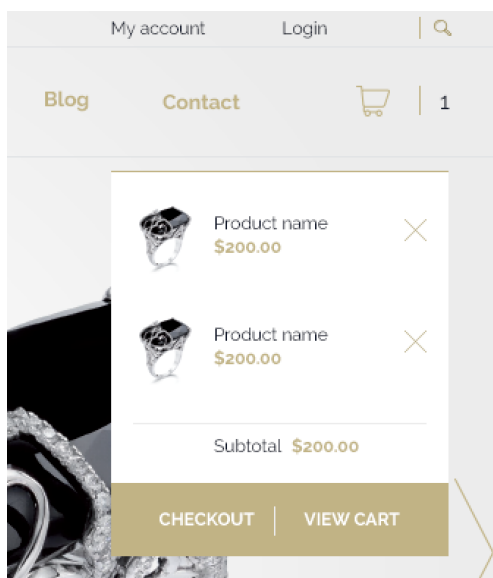 My account Login
Blog Contact 1
Product name
$200.00
Product name
$200.00
Subtotal $200.00
CHECKOUT VIEW CART